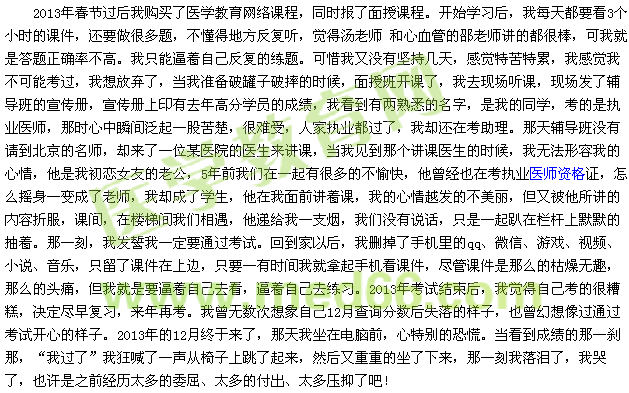 2013年春节过后我购买了医学教育网络课程，同时报了面授课程。开始学习后，我每天都要看3个
小时的课件，还要做很多题，不懂得地方反复听，觉得汤老师 和心血管的邵老师讲的都很棒，可我就
是答题正确率不高。我只能逼着自己反复的练题。可惜我又没有坚持几天，感觉特苦特累，我感觉我
不可能考过，我想放弃了，当我准备破罐子破摔的时候，面授班开课了，我去现场听课，现场发了辅
导班的宣传册，宣传册上印有去年高分学员的成绩，我看到有两熟悉的名字，是我的同学，考的是执
业医师，那时心中瞬间泛起一股苦楚，很难受，人家执业都过了，我却还在考助理。那天辅导班没有
请到北京的名师，却来了一位某医院的医生来讲课，当我见到那个讲课医生的时候，我无法形容我的
心情，他是我初恋女友的老公，5年前我们在一起有很多的不愉快，他曾经也在考执业医师资格证，怎
么摇身一变成了老师，我却成了学生，他在我面前讲着课，我的心情越发的不美丽，但又被他所讲的
内容折服，课间，在楼梯间我们相遇，他递给我一支烟，我们没有说话，只是一起趴在栏杆上默默的
抽着。那一刻，我发誓我一定要通过考试。回到家以后，我删掉了手机里的qq、微信、游戏、视频、
小说、音乐，只留了课件在上边，只要一有时间我就拿起手机看课件，尽管课件是那么的枯燥无趣，
那么的头痛，但我就是要逼着自己去看，逼着自己去练习。2013年考试结束后，我觉得自己考的很糟
糕，决定尽早复习，来年再考。我曾无数次想象自己12月查询分数后失落的样子，也曾幻想像过通过
考试开心的样子。2013年的12月终于来了，那天我坐在电脑前，心特别的恐慌。当看到成绩的那一刹
那，“我过了”我狂喊了一声从椅子上跳了起来，然后又重重的坐了下来，那一刻我落泪了，我哭
了，也许是之前经历太多的委屈、太多的付出、太多压抑了吧！
医学教育网
www.med66.com